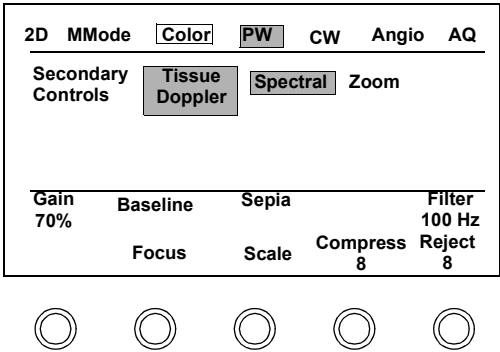 2D MMode Color PW CW Angio AQ
Secondary Controls Tissue Doppler Spectral Zoom
Gain 70% Baseline Sepia Filter 100 Hz
Focus Scale Compress 8 Reject 8